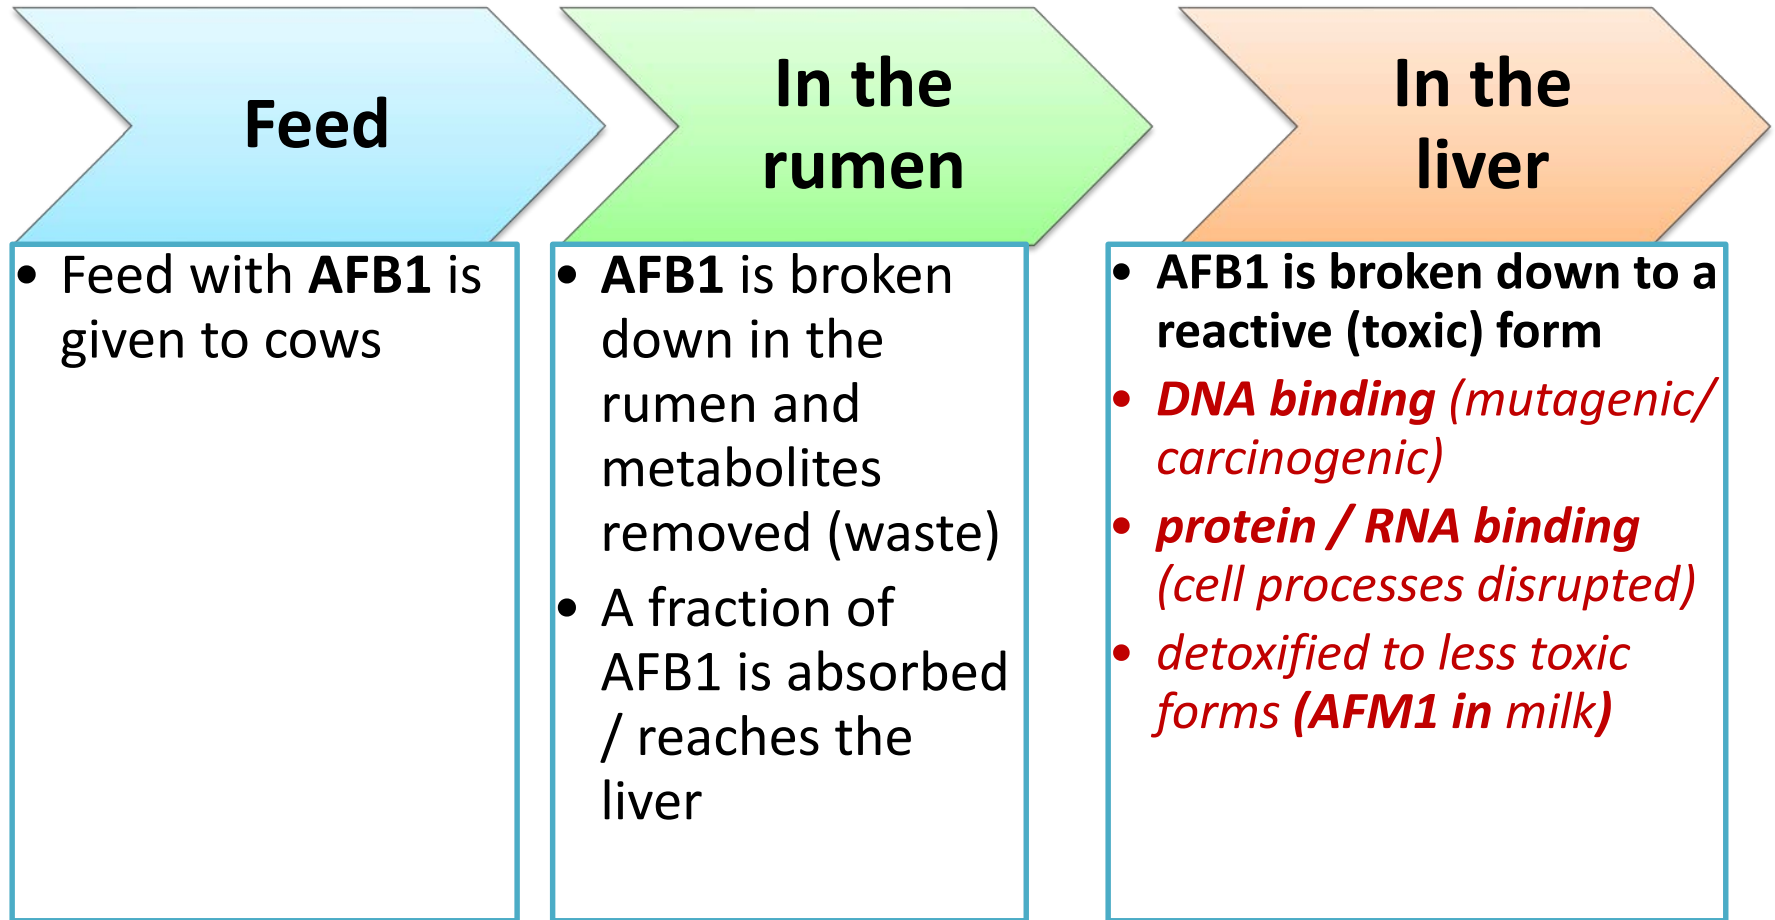 Feed
• Feed with AFB1 is
given to cows
In the
rumen
• AFB1 is broken
down in the
rumen and
metabolites
removed (waste)
• A fraction of
AFB1 is absorbed
/ reaches the
liver
In the
liver
• AFB1 is broken down to a
reactive (toxic) form
• DNA binding (mutagenic/
carcinogenic)
• protein / RNA binding
(cell processes disrupted)
• detoxified to less toxic
forms (AFM1 in milk)